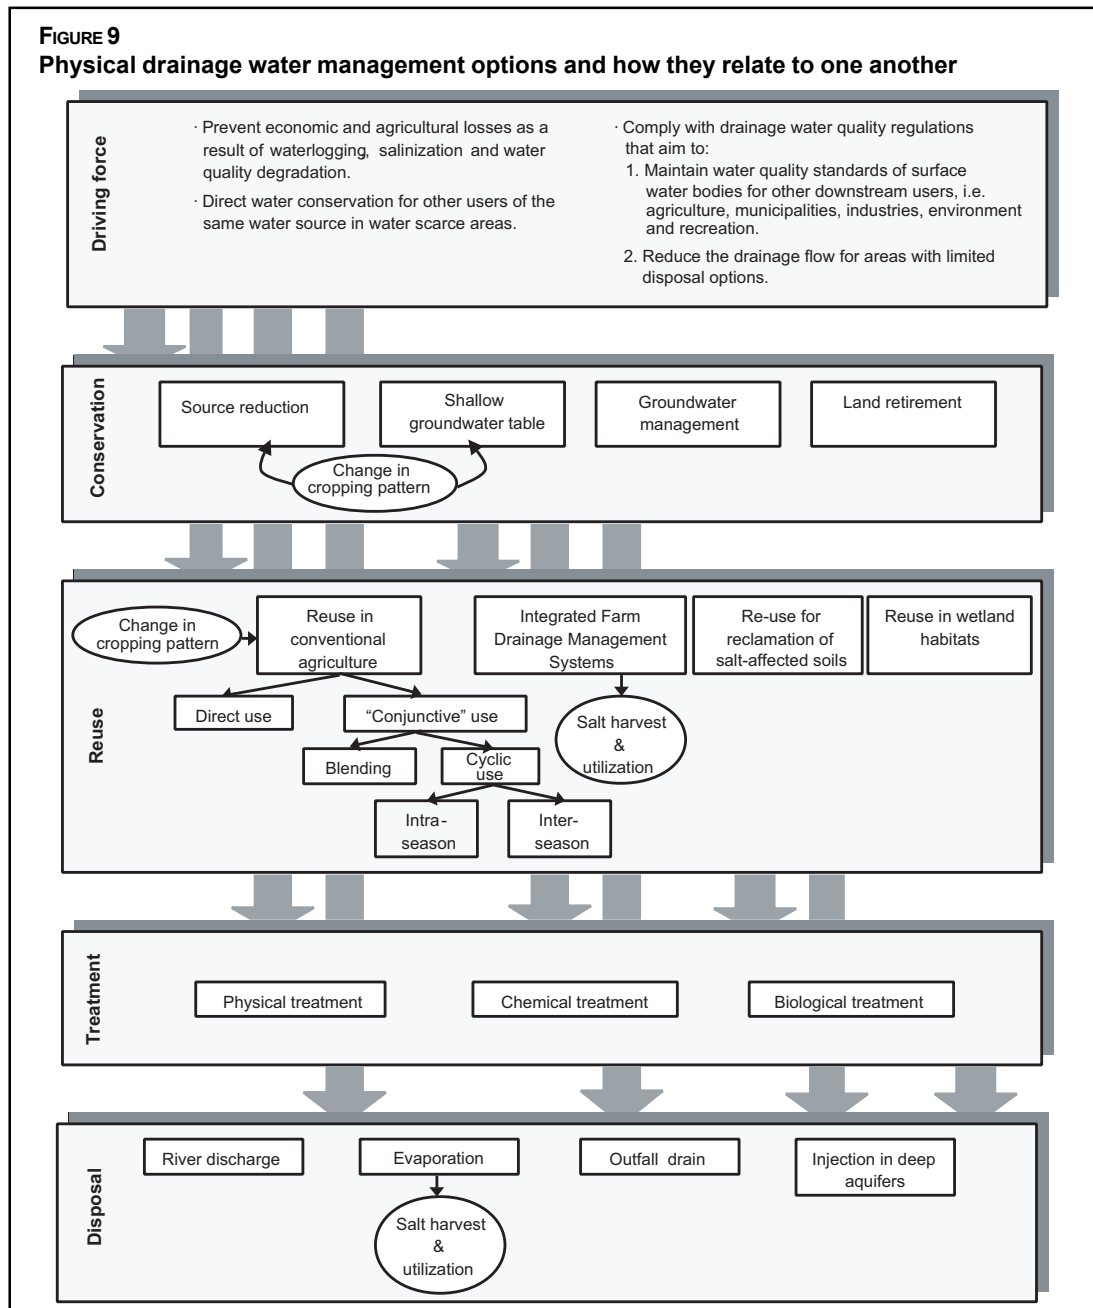 FIGURE 9
Physical drainage water management options and how they relate to one another
Driving force
· Prevent economic and agricultural losses as a
result of waterlogging, salinization and water
quality degradation.
· Direct water conservation for other users of the
same water source in water scarce areas.
· Comply with drainage water quality regulations
that aim to:
1. Maintain water quality standards of surface
water bodies for other downstream users, i.e.
agriculture, municipalities, industries, environment
and recreation.
2. Reduce the drainage flow for areas with limited
disposal options.
Conservation
Source reduction
Shallow
groundwater table
Groundwater
management
Land retirement
Change in
cropping pattern
Reuse
Change in
cropping pattern
Reuse in
conventional
agriculture
Integrated Farm
Drainage Management
Systems
Re-use for
reclamation of
salt-affected soils
Reuse in wetland
habitats
Direct use
“Conjunctive” use
Salt harvest
&
utilization
Blending
Cyclic
use
Intra-
season
Inter-
season
Treatment
Physical treatment
Chemical treatment
Biological treatment
Disposal
River discharge
Evaporation
Outfall drain
Injection in deep
aquifers
Salt harvest
&
utilization